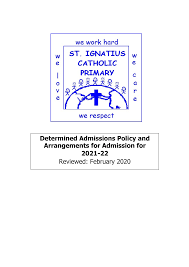 we work hard
ST. IGNATIUS
CATHOLIC
PRIMARY
we love
we care
we respect
Determined Admissions Policy and
Arrangements for Admission for
2021-22
Reviewed: February 2020